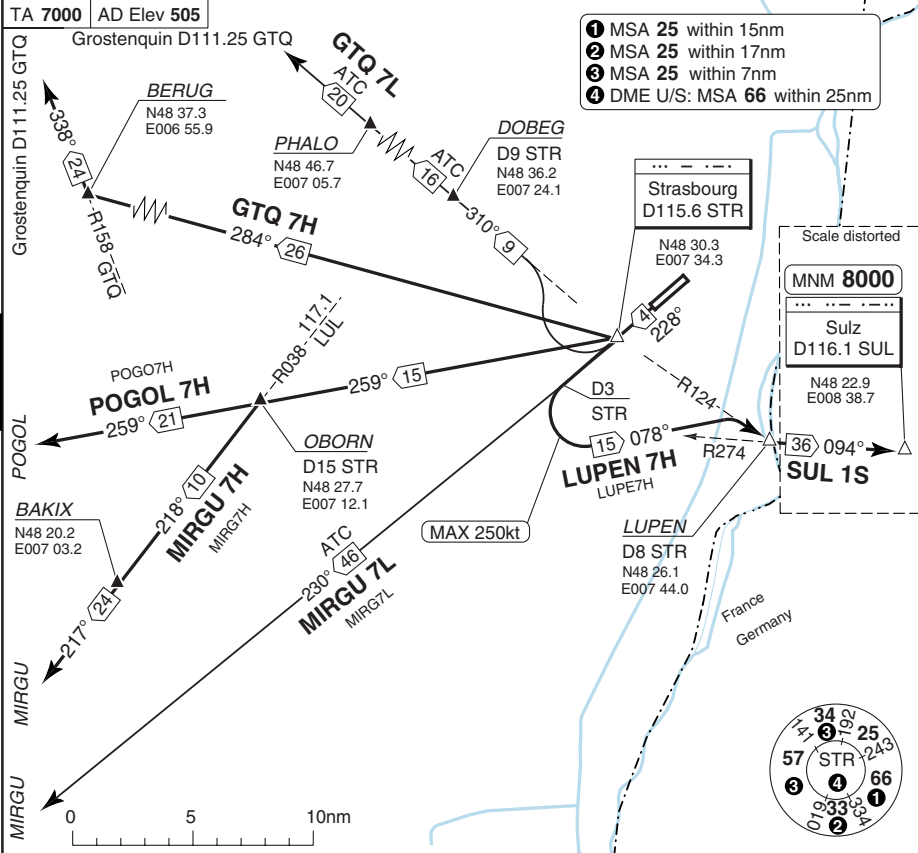 TA 7000 AD Elev 505
Grostenquin D111.25 GTQ
Grostenquin D111.25 GTQ
❶ MSA 25 within 15nm
❷ MSA 25 within 17nm
❸ MSA 25 within 7nm
❹ DME U/S: MSA 66 within 25nm
GTQ 7L
ATC
20
BERUG
N48 37.3
E006 55.9
338°
24
R158 GTQ
PHALO
N48 46.7
E007 05.7
ATC
16
DOBEG
D9 STR
N48 36.2
E007 24.1
310°
9
GTQ 7H
284° 26
Strasbourg
D115.6 STR
N48 30.3
E007 34.3
4
228°
Scale distorted
MNM 8000
Sulz
D116.1 SUL
N48 22.9
E008 38.7
POGO7H
POGOL 7H
259° 21
POGOL
R038 117.1
LUL
259° 15
OBORN
D15 STR
N48 27.7
E007 12.1
D3
STR
R124
15 078°
LUPEN 7H
LUPE7H
R274
36 094°
SUL 1S
MAX 250kt
LUPEN
D8 STR
N48 26.1
E007 44.0
218° 10
MIRGU 7H
MIRG7H
BAKIX
N48 20.2
E007 03.2
217° 24
MIRGU
ATC
230° 46
MIRGU 7L
MIRG7L
MIRGU
France
Germany
0 5 10nm
34
❸
141
192
25
243
57
❸
STR
❹
66
❶
019
33
334
❷